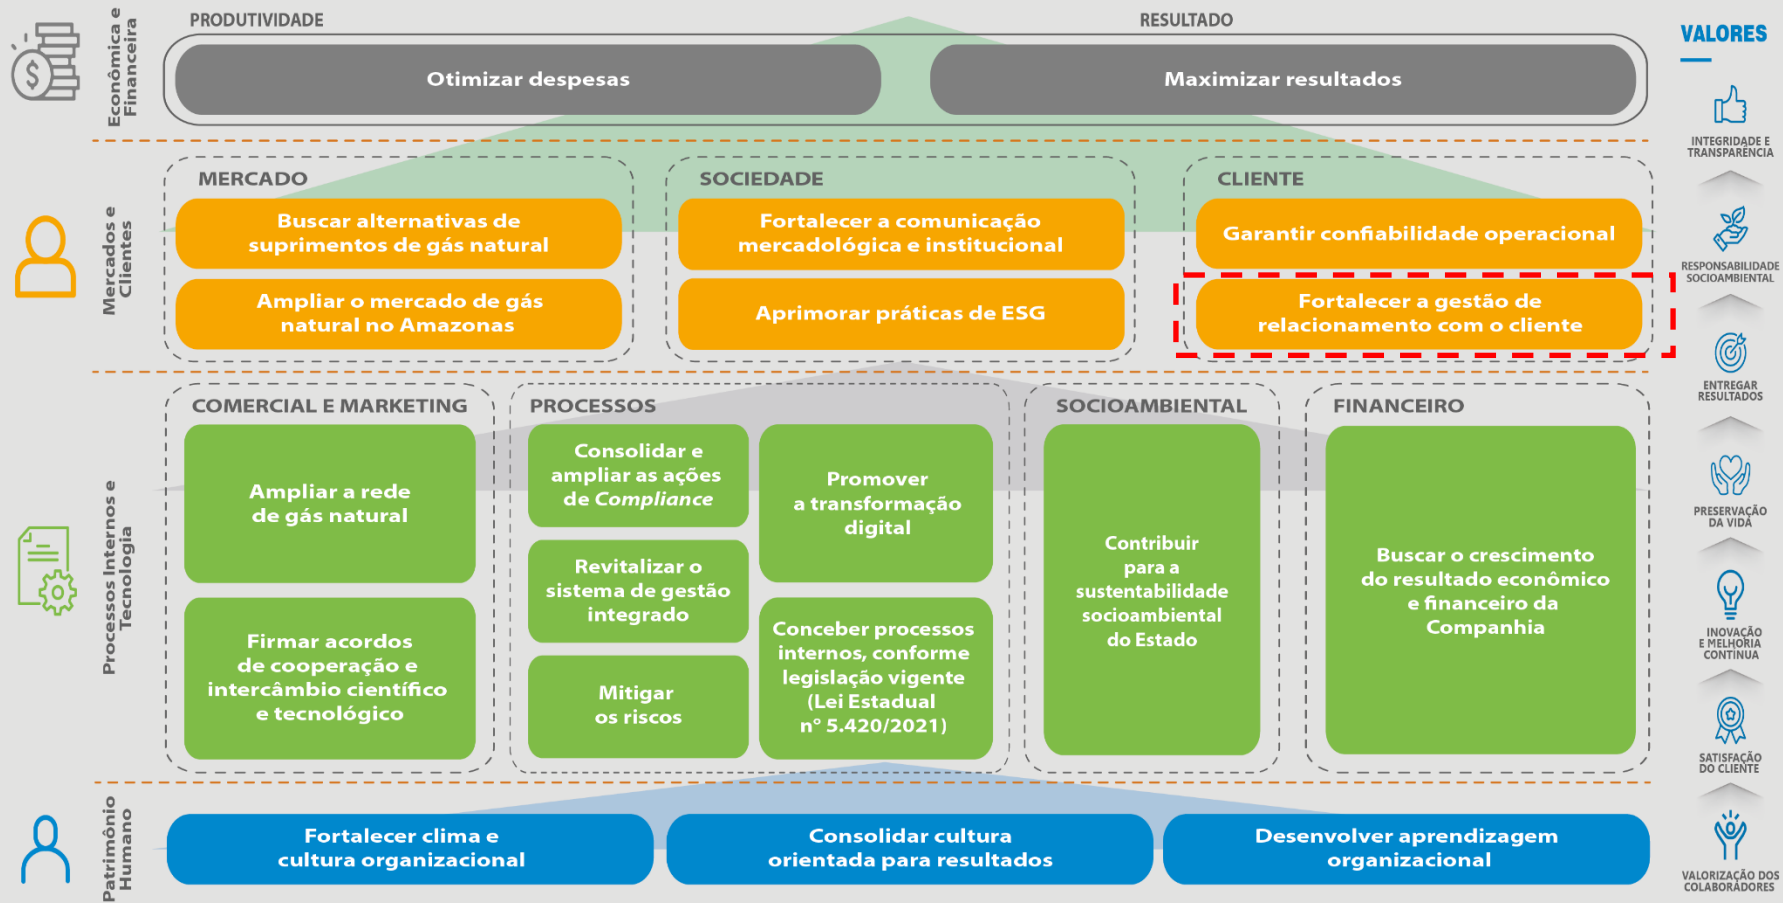 Econômica e
Financeira
PRODUTIVIDADE
RESULTADO
Otimizar despesas
Maximizar resultados
Mercados e
Clientes
MERCADO
Buscar alternativas de
suprimentos de gás natural
Ampliar o mercado de gás
natural no Amazonas
SOCIEDADE
Fortalecer a comunicação
mercadológica e institucional
Aprimorar práticas de ESG
CLIENTE
Garantir confiabilidade operacional
Fortalecer a gestão de
relacionamento com o cliente
Processos Internos e
Tecnologia
COMERCIAL E MARKETING
Ampliar a rede
de gás natural
Firmar acordos
de cooperação e
intercâmbio científico
e tecnológico
PROCESSOS
Consolidar e
ampliar as ações
de Compliance
Revitalizar o
sistema de gestão
integrado
Mitigar
os riscos
Promover
a transformação
digital
Conceber processos
internos, conforme
legislação vigente
(Lei Estadual
n° 5.420/2021)
SOCIOAMBIENTAL
Contribuir
para a
sustentabilidade
socioambiental
do Estado
FINANCEIRO
Buscar o crescimento
do resultado econômico
e financeiro da
Companhia
Patrimônio
Humano
Fortalecer clima e
cultura organizacional
Consolidar cultura
orientada para resultados
Desenvolver aprendizagem
organizacional
VALORES
INTEGRIDADE E
TRANSPARÊNCIA
RESPONSABILIDADE
SOCIOAMBIENTAL
ENTREGAR
RESULTADOS
PRESERVAÇÃO
DA VIDA
INOVAÇÃO
E MELHORIA
CONTÍNUA
SATISFAÇÃO
DO CLIENTE
VALORIZAÇÃO DOS
COLABORADORES
$